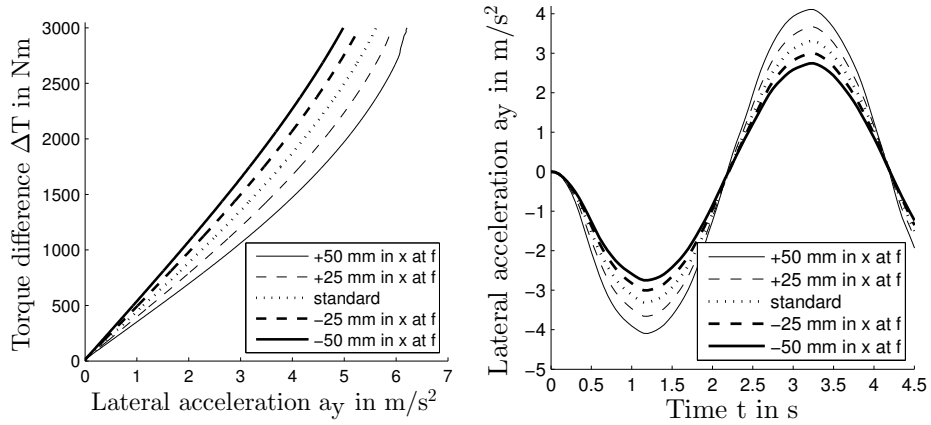 Torque difference ΔT in Nm
3000
2500
2000
1500
1000
500
0
0 1 2 3 4 5 6 7
Lateral acceleration ay in m/s²
+50 mm in x at f
+25 mm in x at f
standard
−25 mm in x at f
−50 mm in x at f
Lateral acceleration ay in m/s²
5
4
3
2
1
0
−1
−2
−3
−4
−5
0 0.5 1 1.5 2 2.5 3 3.5 4 4.5
Time t in s
+50 mm in x at f
+25 mm in x at f
standard
−25 mm in x at f
−50 mm in x at f